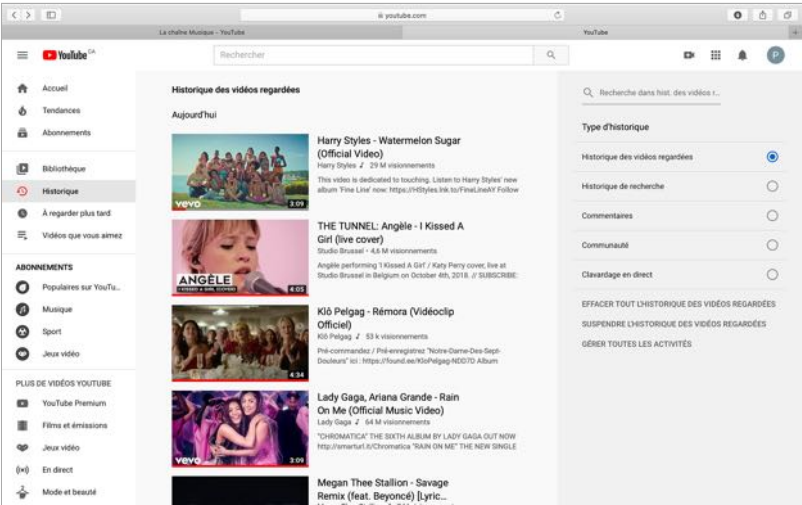 youtube.com
La chaîne Musique - YouTube
YouTube
YouTube CA
Rechercher
P
Accueil
Tendances
Abonnements
Bibliothèque
Historique
À regarder plus tard
Vidéos que vous aimez
ABONNEMENTS
Populaires sur YouTu...
Musique
Sport
Jeux vidéo
PLUS DE VIDÉOS YOUTUBE
YouTube Premium
Films et émissions
Jeux vidéo
En direct
Mode et beauté
Historique des vidéos regardées
Aujourd'hui
vevo
3:09
Harry Styles - Watermelon Sugar
(Official Video)
Harry Styles 29 M visionnements
This video is dedicated to touching. Listen to Harry Styles' new
album 'Fine Line' now: https://HStyles.lnk.to/FineLineAY Follow
ANGÈLE
I KISSED A GIRL (COVER)
4:05
THE TUNNEL: Angèle - I Kissed A
Girl (live cover)
Studio Brussel • 4,6 M visionnements
Angèle performing 'I Kissed A Girl' / Katy Perry cover, live at
Studio Brussel in Belgium on October 4th, 2018. // SUBSCRIBE:
4:34
Klô Pelgag - Rémora (Vidéoclip
Officiel)
Klô Pelgag 53 k visionnements
Pré-commandez / Pré-enregistrez "Notre-Dame-Des-Sept-
Douleurs" ici : https://found.ee/KloPelgag-NDD7D Album
vevo
3:09
Lady Gaga, Ariana Grande - Rain
On Me (Official Music Video)
Lady Gaga 64 M visionnements
"CHROMATICA" THE SIXTH ALBUM BY LADY GAGA OUT NOW
http://smarturl.it/Chromatica "RAIN ON ME" THE NEW SINGLE
Megan Thee Stallion - Savage
Remix (feat. Beyoncé) [Lyric...
Recherche dans hist. des vidéos r...
Type d'historique
Historique des vidéos regardées
Historique de recherche
Commentaires
Communauté
Clavardage en direct
EFFACER TOUT L'HISTORIQUE DES VIDÉOS REGARDÉES
SUSPENDRE L'HISTORIQUE DES VIDÉOS REGARDÉES
GÉRER TOUTES LES ACTIVITÉS